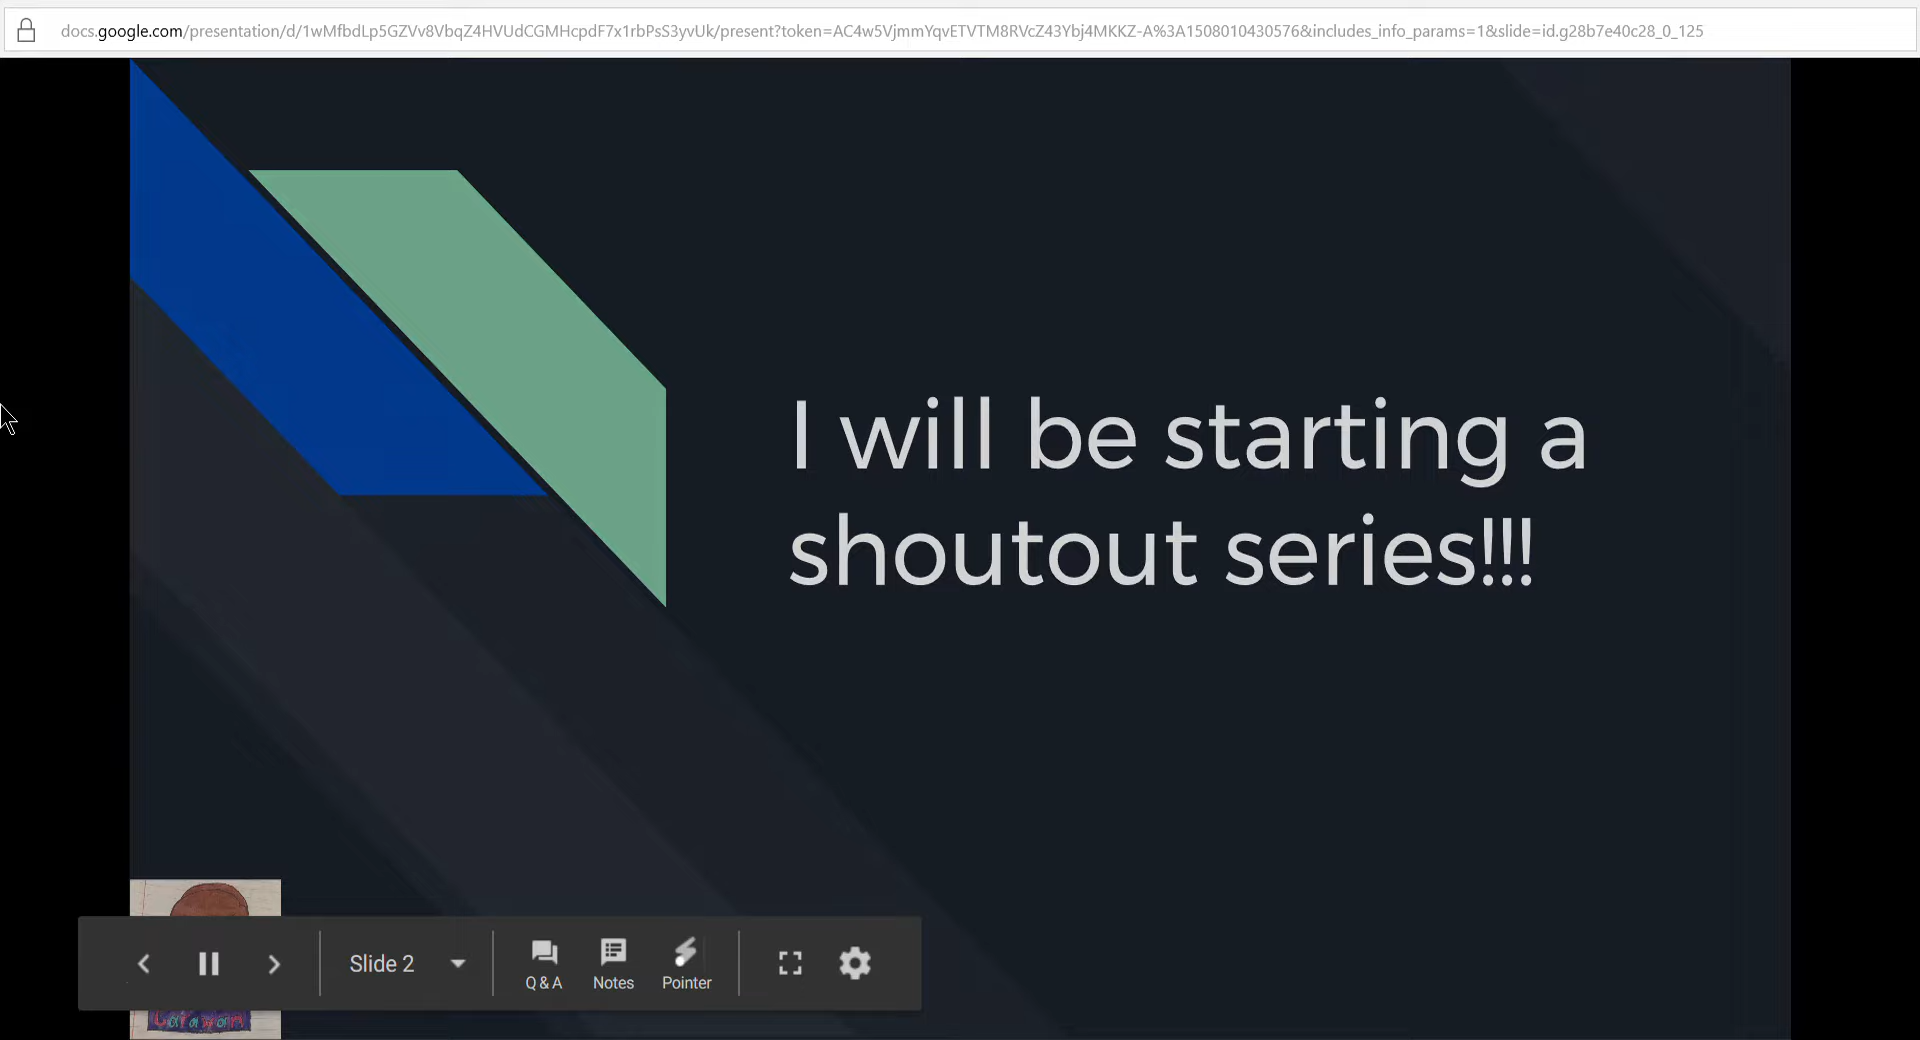 docs.google.com/presentation/d/1wMfbdLp5GZVv8VbqZ4HVUdCGMHcpdF7x1rbPsS3yvUk/present?token=AC4w5VjmmYqvETVTM8RVcZ43Ybj4MKKZ-A%3A1508010430576&includes_info_params=1&slide=id.g28b7e40c28_0_125
I will be starting a
shoutout series!!!
Slide 2
Q & A
Notes
Pointer